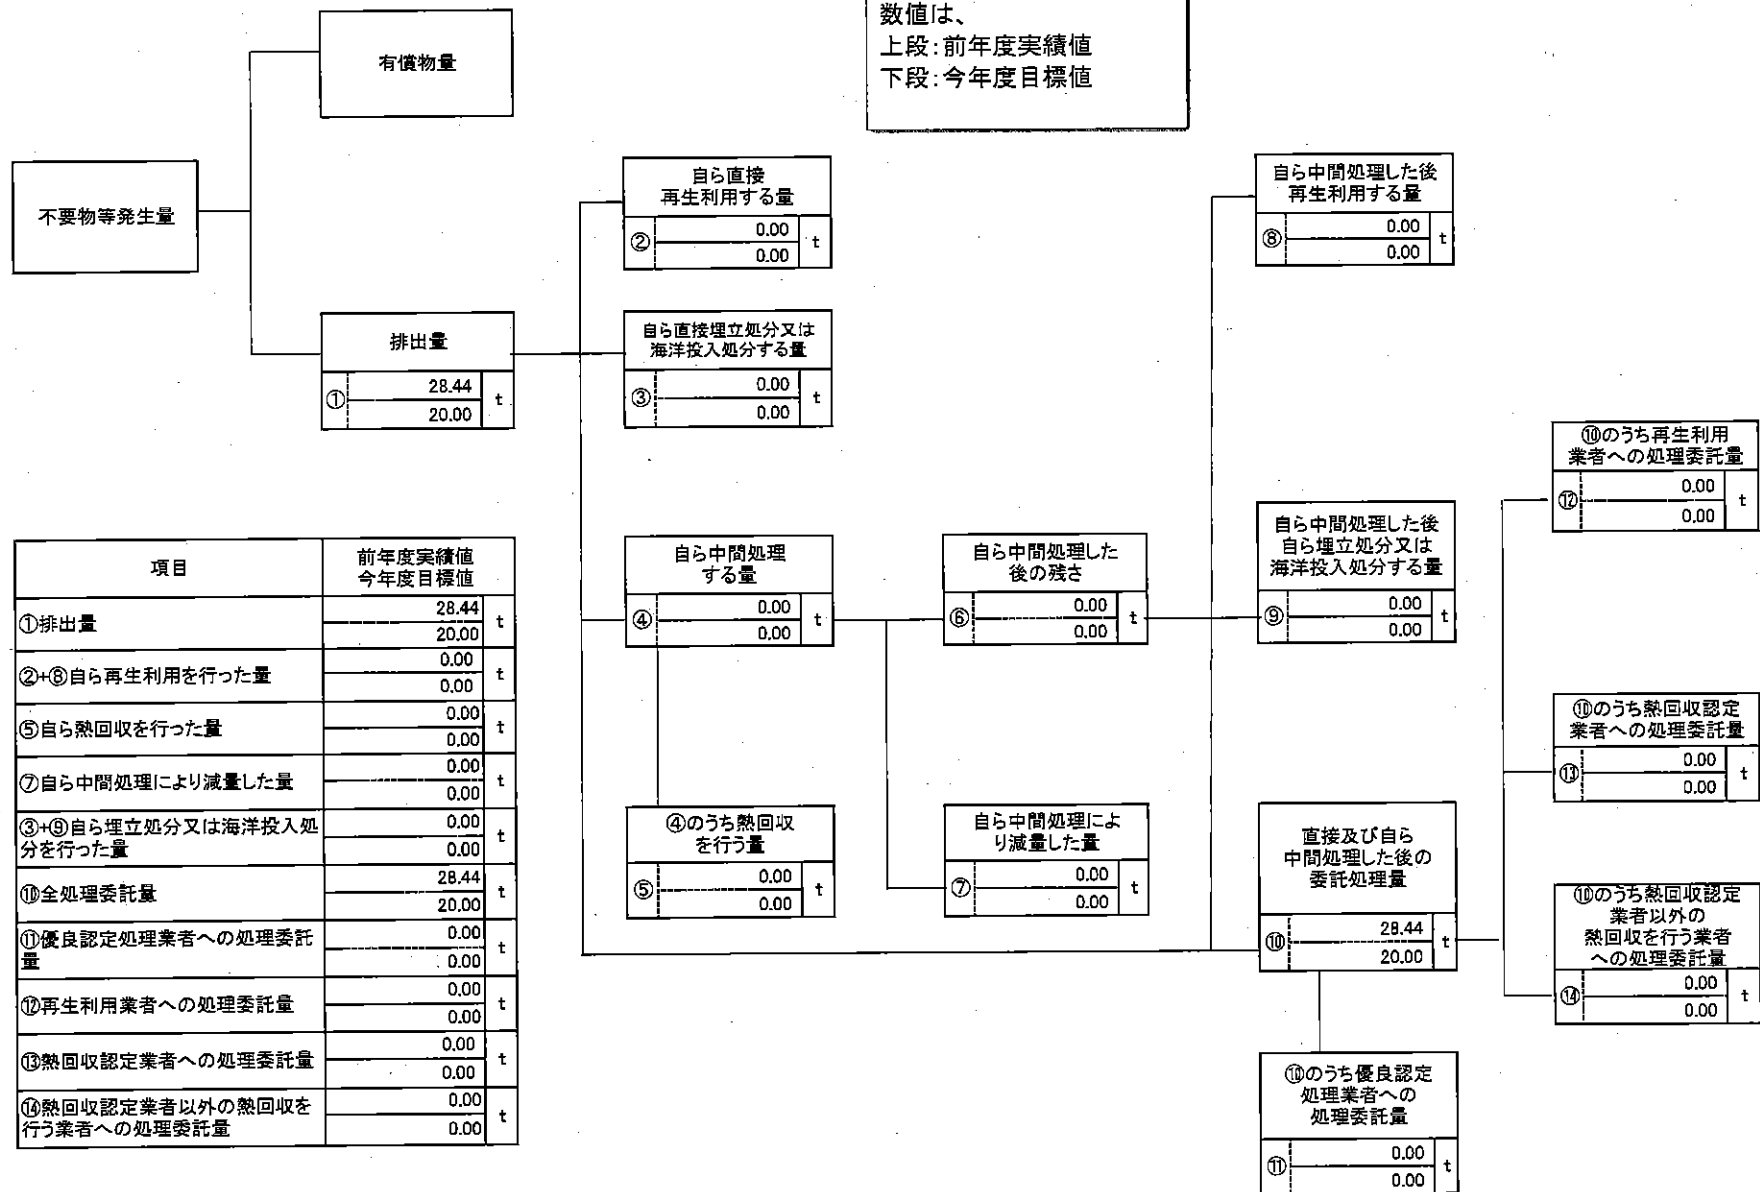 数値は、
上段:前年度実績値
下段:今年度目標値
有償物量
不要物等発生量
排出量
①
28.44
20.00
t
自ら直接
再生利用する量
②
0.00
0.00
t
自ら直接埋立処分又は
海洋投入処分する量
③
0.00
0.00
t
自ら中間処理
する量
④
0.00
0.00
t
④のうち熱回収
を行う量
⑤
0.00
0.00
t
自ら中間処理した
後の残さ
⑥
0.00
0.00
t
自ら中間処理によ
り減量した量
⑦
0.00
0.00
t
自ら中間処理した後
再生利用する量
⑧
0.00
0.00
t
自ら中間処理した後
自ら埋立処分又は
海洋投入処分する量
⑨
0.00
0.00
t
直接及び自ら
中間処理した後の
委託処理量
⑩
28.44
20.00
t
⑩のうち優良認定
処理業者への
処理委託量
⑪
0.00
0.00
t
⑩のうち再生利用
業者への処理委託量
⑫
0.00
0.00
t
⑩のうち熱回収認定
業者への処理委託量
⑬
0.00
0.00
t
⑩のうち熱回収認定
業者以外の
熱回収を行う業者
への処理委託量
⑭
0.00
0.00
t
項目
前年度実績値
今年度目標値
①排出量
28.44
20.00
t
②+⑧自ら再生利用を行った量
0.00
0.00
t
⑤自ら熱回収を行った量
0.00
0.00
t
⑦自ら中間処理により減量した量
0.00
0.00
t
③+⑨自ら埋立処分又は海洋投入処
分を行った量
0.00
0.00
t
⑩全処理委託量
28.44
20.00
t
⑪優良認定処理業者への処理委託
量
0.00
0.00
t
⑫再生利用業者への処理委託量
0.00
0.00
t
⑬熱回収認定業者への処理委託量
0.00
0.00
t
⑭熱回収認定業者以外の熱回収を
行う業者への処理委託量
0.00
0.00
t